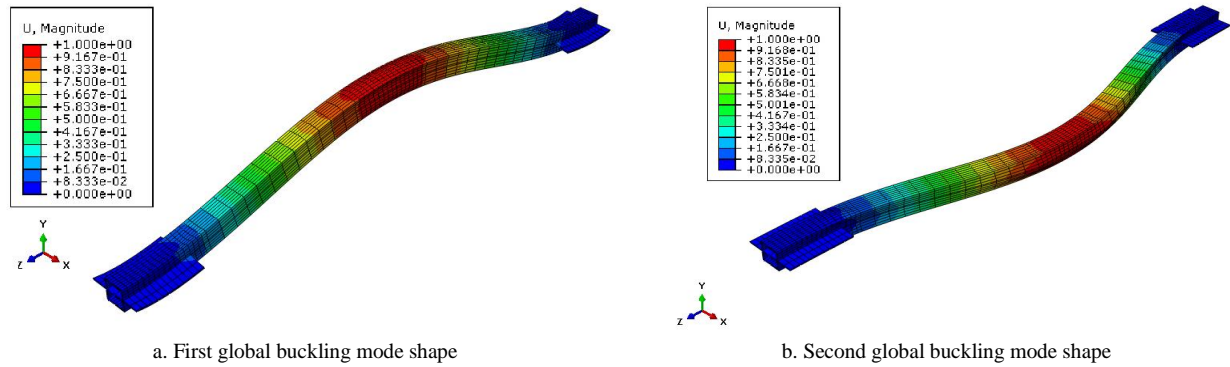 U, Magnitude
+1.000e+00
+9.167e-01
+8.333e-01
+7.500e-01
+6.667e-01
+5.833e-01
+5.000e-01
+4.167e-01
+3.333e-01
+2.500e-01
+1.667e-01
+8.333e-02
+0.000e+00
Y
Z
X
a. First global buckling mode shape
U, Magnitude
+1.000e+00
+9.168e-01
+8.335e-01
+7.501e-01
+6.668e-01
+5.834e-01
+5.001e-01
+4.167e-01
+3.334e-01
+2.500e-01
+1.667e-01
+8.335e-02
+0.000e+00
Y
Z
X
b. Second global buckling mode shape